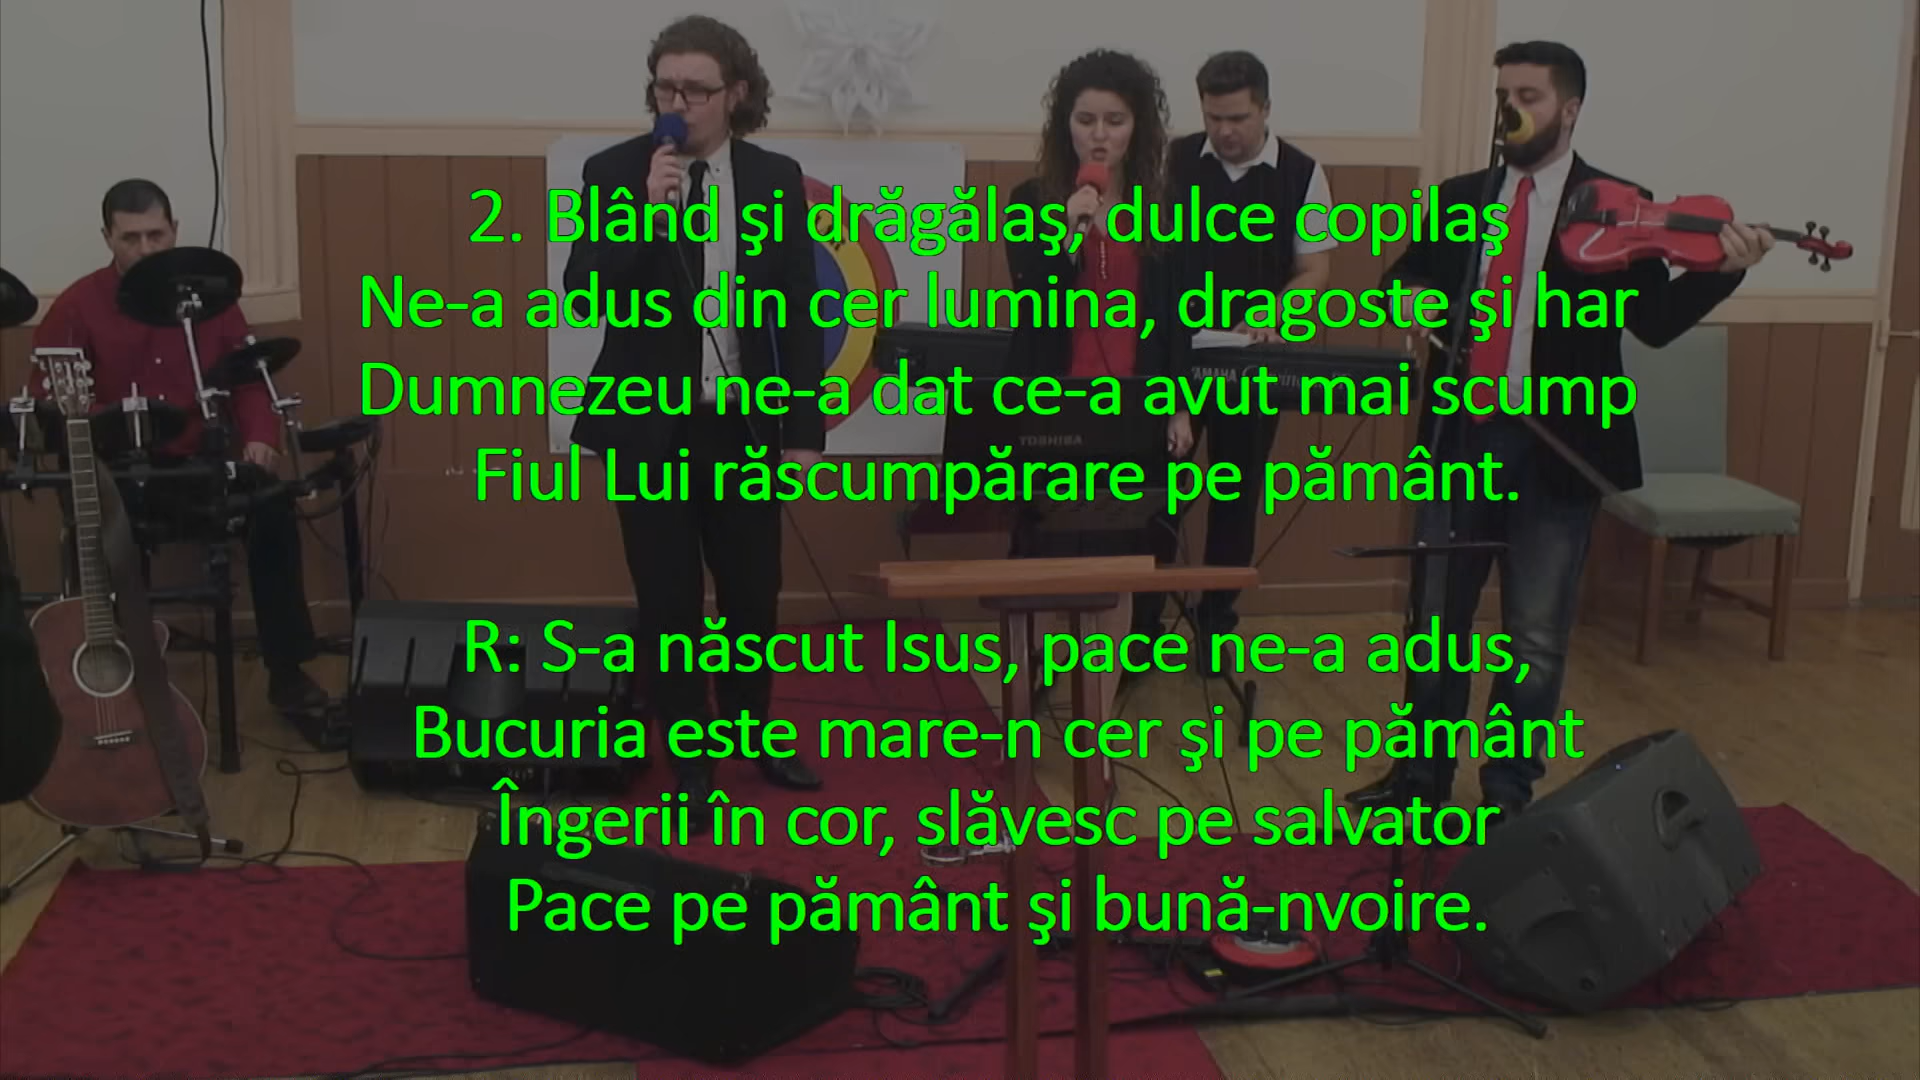 2. Blând şi drăgălaş, dulce copilaş
Ne-a adus din cer lumina, dragoste şi har
Dumnezeu ne-a dat ce-a avut mai scump
Fiul Lui răscumpărare pe pământ.
R: S-a născut Isus, pace ne-a adus,
Bucuria este mare-n cer şi pe pământ
Îngerii în cor, slăvesc pe salvator
Pace pe pământ şi bună-nvoire.
YAMAHA
TOSHIBA